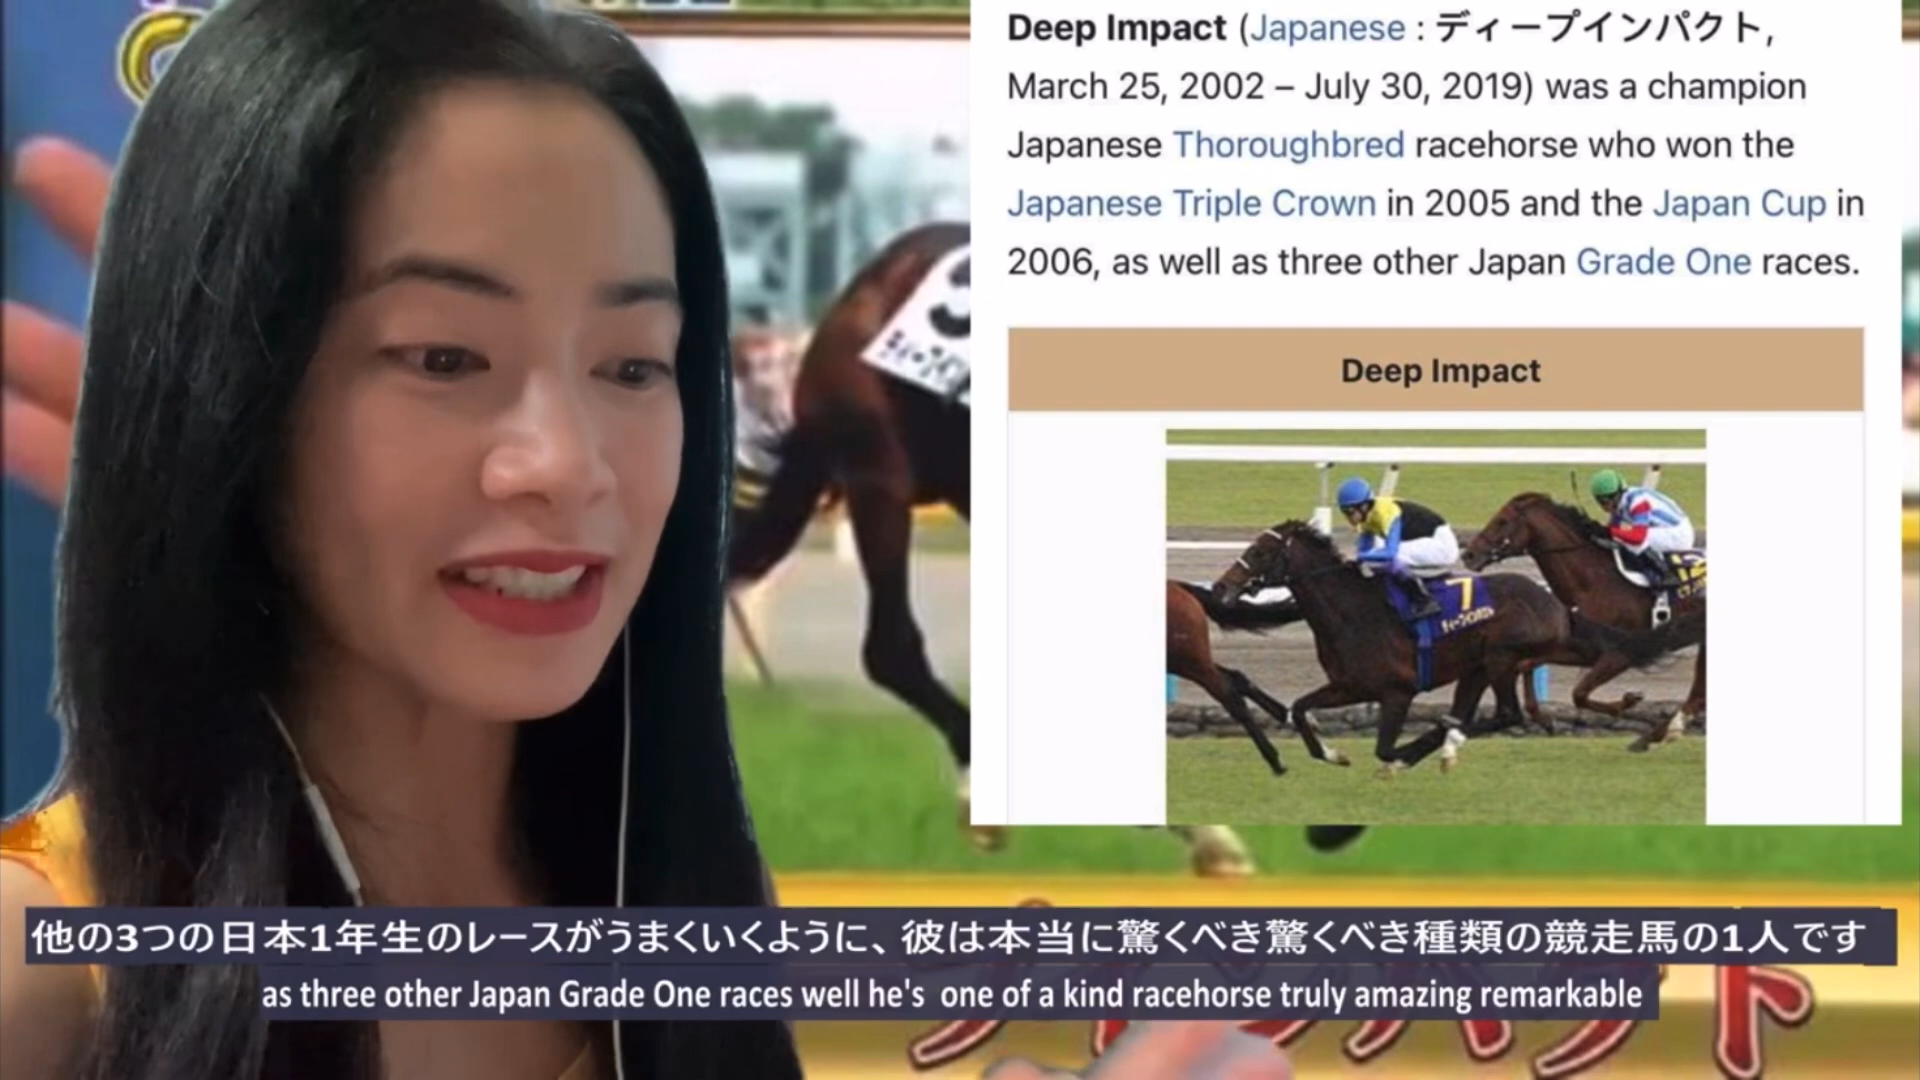 Deep Impact (Japanese : ディープインパクト,
March 25, 2002 – July 30, 2019) was a champion
Japanese Thoroughbred racehorse who won the
Japanese Triple Crown in 2005 and the Japan Cup in
2006, as well as three other Japan Grade One races.
Deep Impact
7
他の3つの日本1年生のレースがうまくいくように、彼は本当に驚くべき驚くべき種類の競走馬の1人です
as three other Japan Grade One races well he's one of a kind racehorse truly amazing remarkable